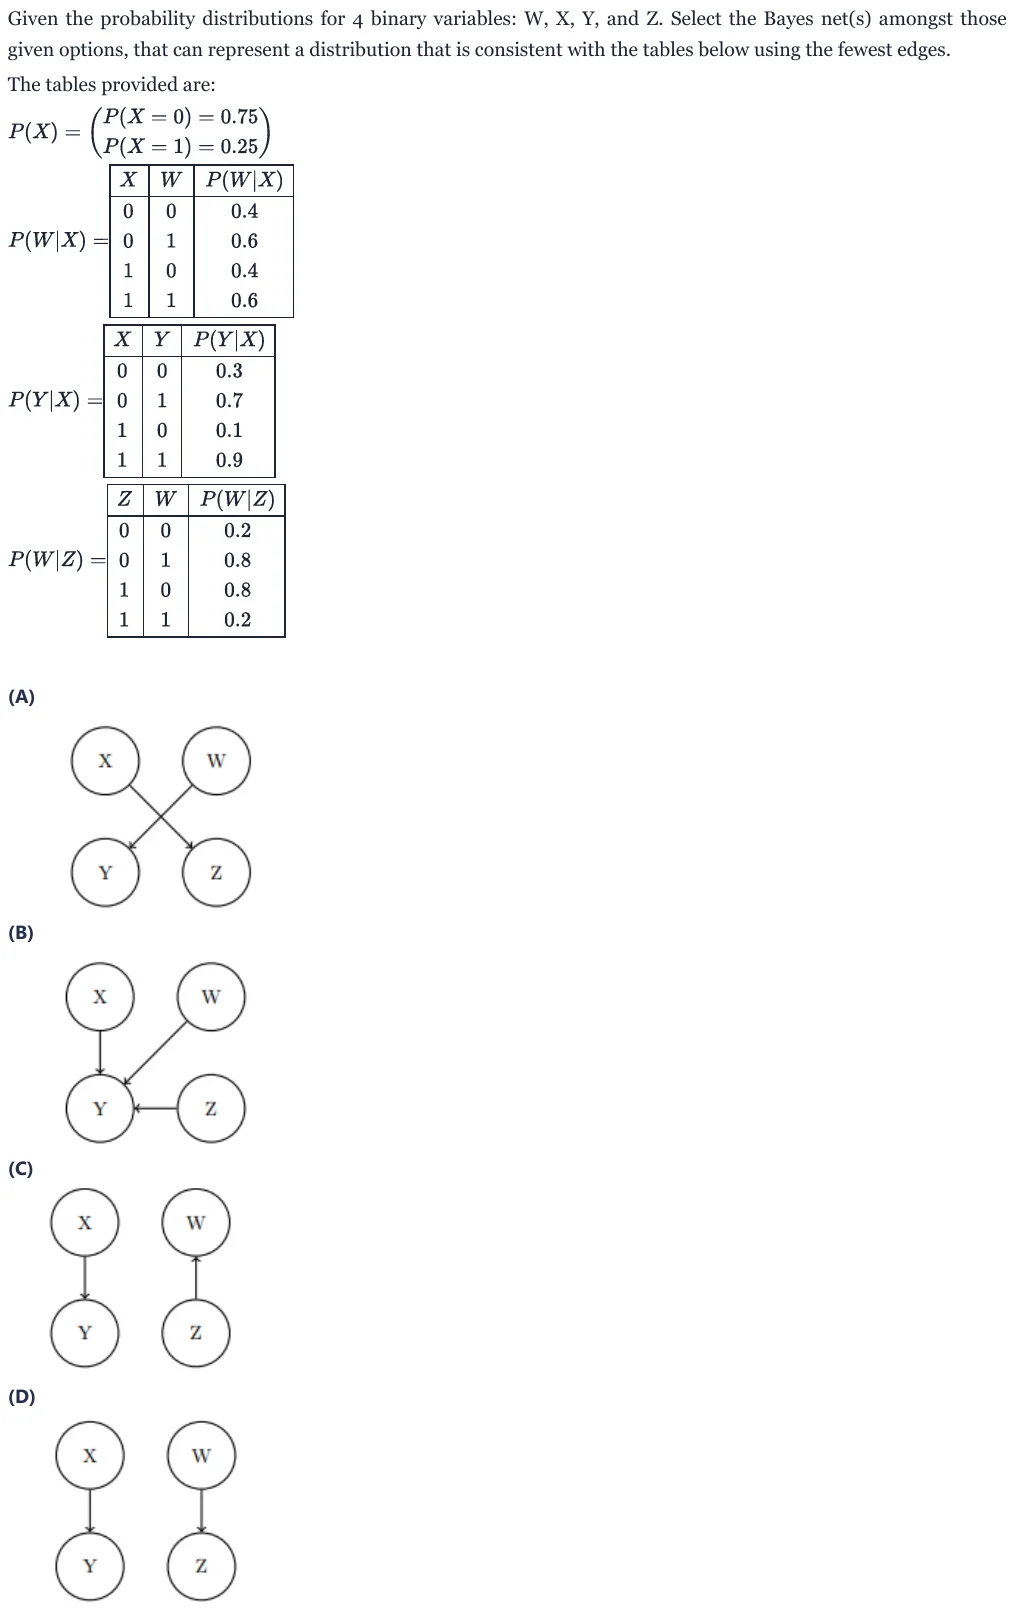 Given the probability distributions for 4 binary variables: W, X, Y, and Z. Select the Bayes net(s) amongst those
given options, that can represent a distribution that is consistent with the tables below using the fewest edges.
The tables provided are:
P(X) = (P(X = 0) = 0.75
P(X = 1) = 0.25)
X W P(W|X)
0 0 0.4
P(W|X) = 0 1 0.6
1 0 0.4
1 1 0.6
X Y P(Y|X)
0 0 0.3
P(Y|X) = 0 1 0.7
1 0 0.1
1 1 0.9
Z W P(W|Z)
0 0 0.2
P(W|Z) = 0 1 0.8
1 0 0.8
1 1 0.2
(A)
X W
Y Z
(B)
X W
Y Z
(C)
X W
Y Z
(D)
X W
Y Z